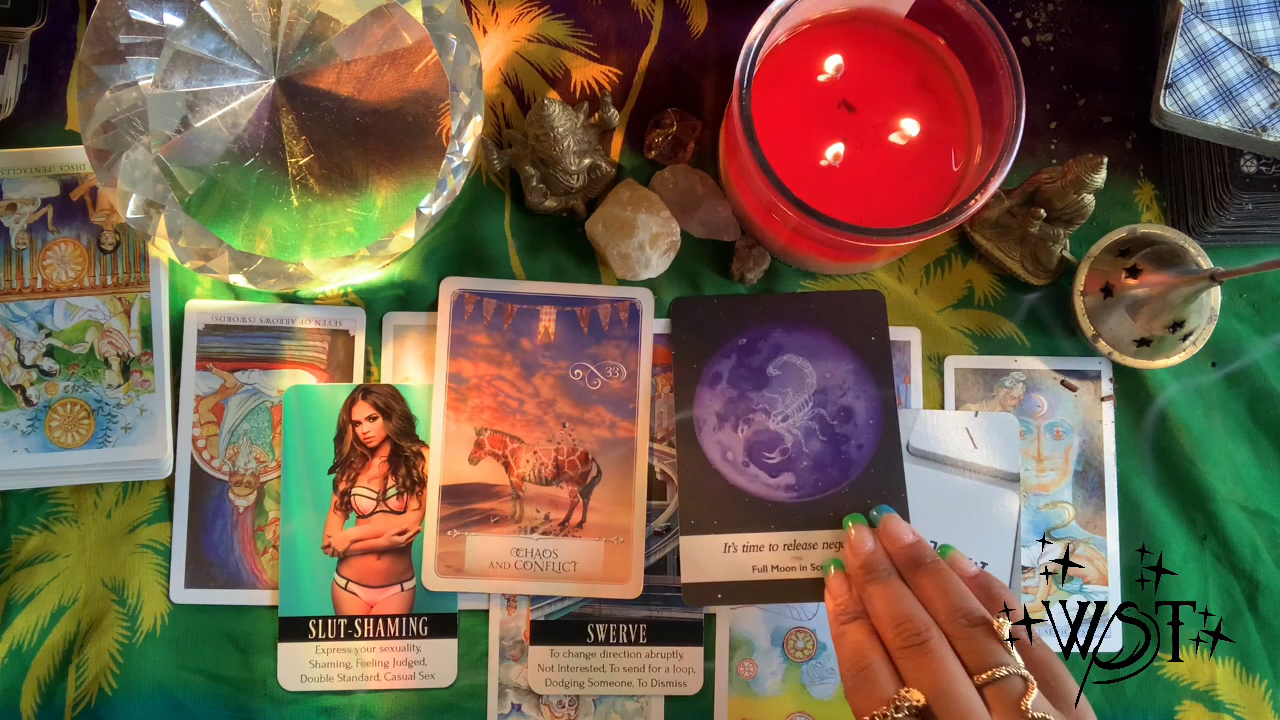 DISCS (PENTACLES
SEVEN OF ARROWS (SWORDS)
33
CHAOS
AND CONFLICT
It's time to release neg
Full Moon in Sc
SLUT-SHAMING
Express your sexuality,
Shaming, Feeling Judged,
Double Standard, Casual Sex
SWERVE
To change direction abruptly,
Not Interested, To send for a loop,
Dodging Someone, To Dismiss
WST